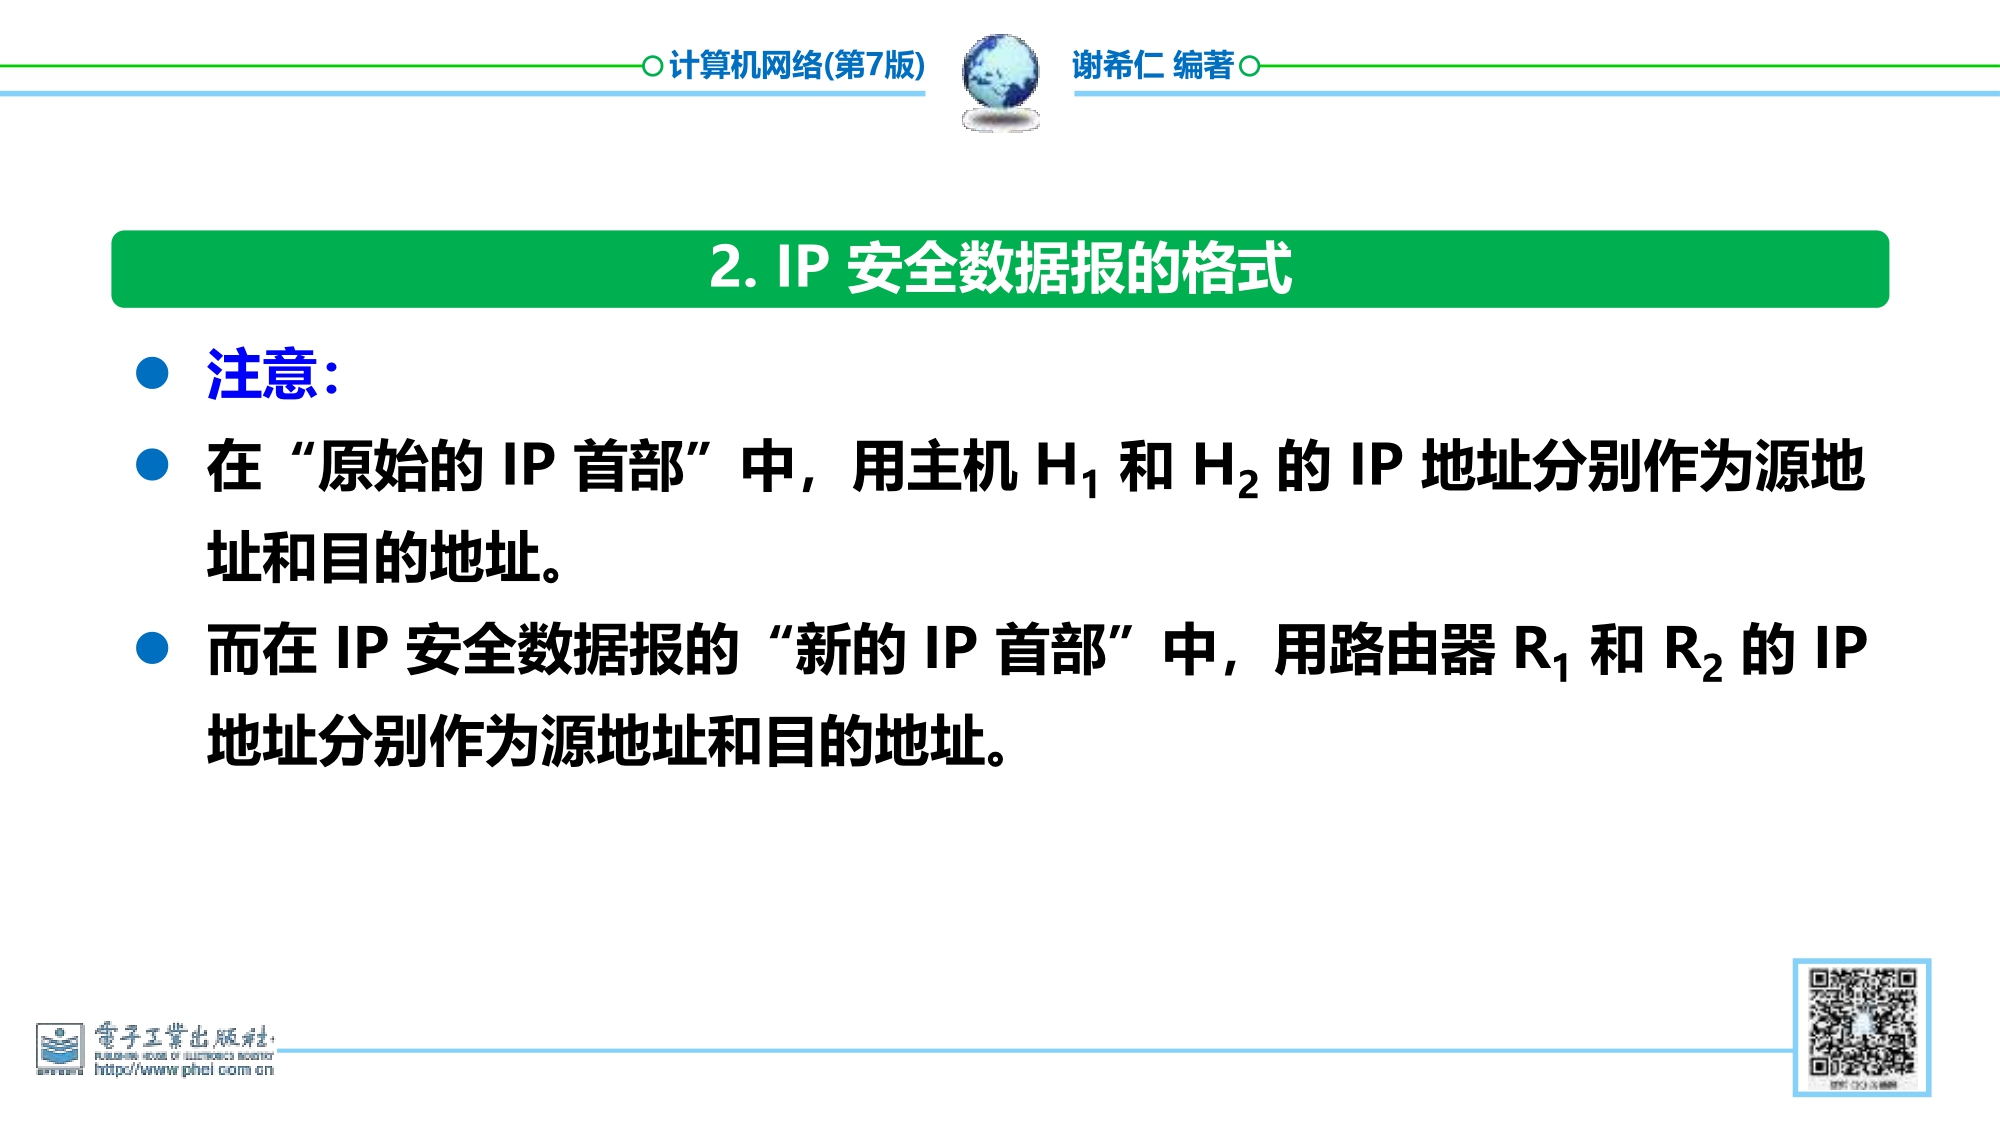 计算机网络(第7版)
谢希仁 编著
2. IP 安全数据报的格式
注意：
在“原始的 IP 首部”中，用主机 H₁ 和 H₂ 的 IP 地址分别作为源地
址和目的地址。
而在 IP 安全数据报的“新的 IP 首部”中，用路由器 R₁ 和 R₂ 的 IP
地址分别作为源地址和目的地址。
電子工業出版社
PUBLISHING HOUSE OF ELECTRONICS INDUSTRY
http://www.phei.com.cn